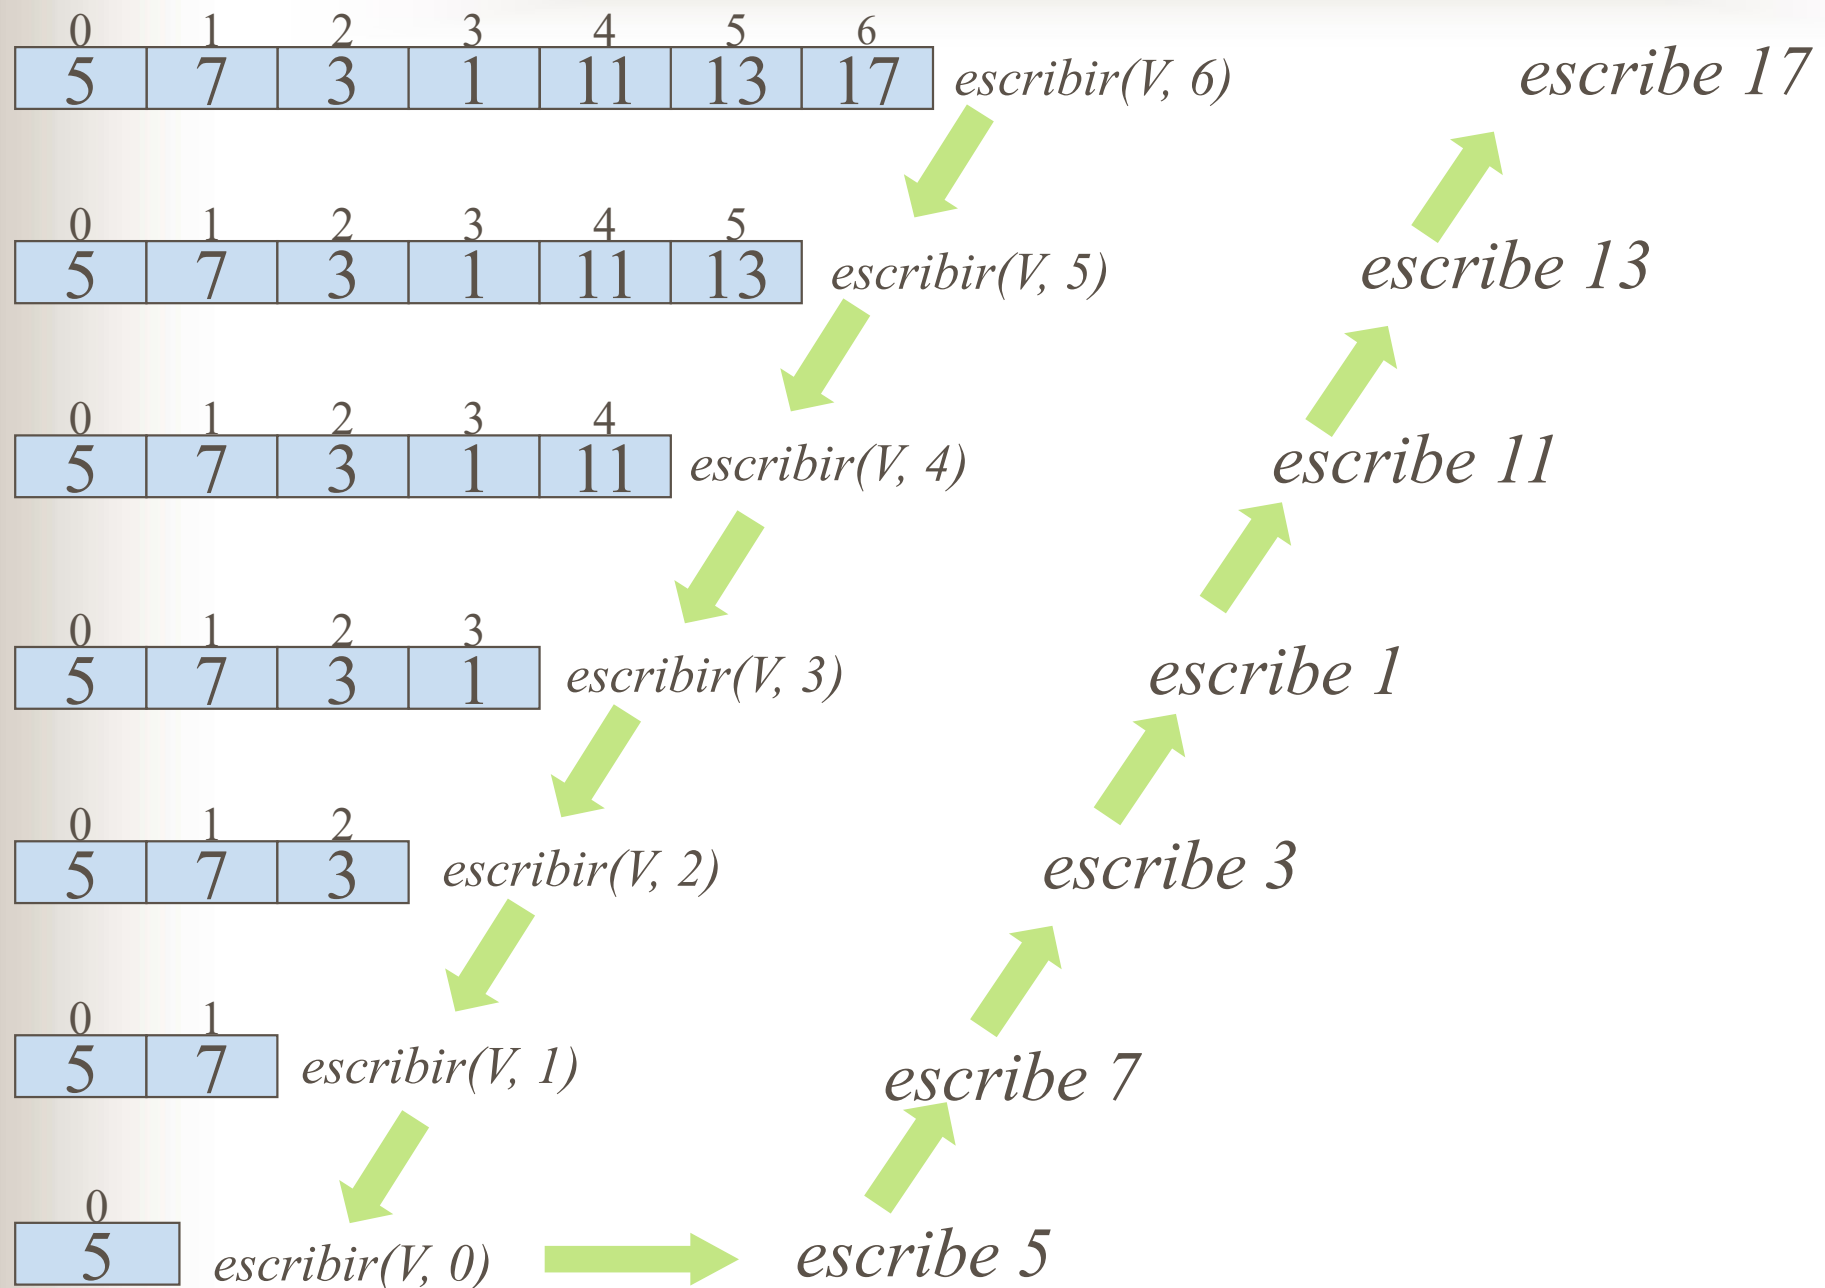 0 1 2 3 4 5 6
5 7 3 1 11 13 17 escribir(V, 6) escribe 17
0 1 2 3 4 5
5 7 3 1 11 13 escribir(V, 5) escribe 13
0 1 2 3 4
5 7 3 1 11 escribir(V, 4) escribe 11
0 1 2 3
5 7 3 1 escribir(V, 3) escribe 1
0 1 2
5 7 3 escribir(V, 2) escribe 3
0 1
5 7 escribir(V, 1) escribe 7
0
5 escribir(V, 0) escribe 5